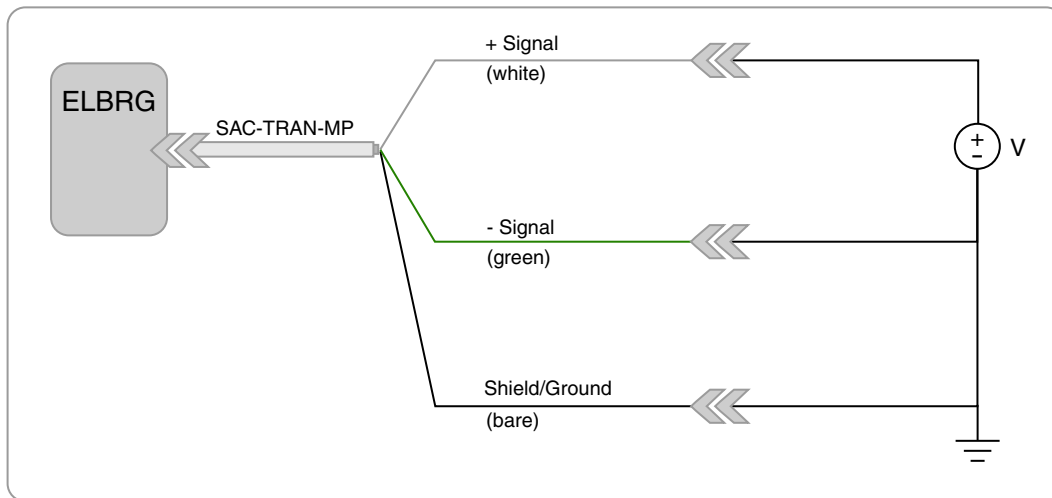 ELBRG
SAC-TRAN-MP
+ Signal
(white)
+
-
V
- Signal
(green)
Shield/Ground
(bare)